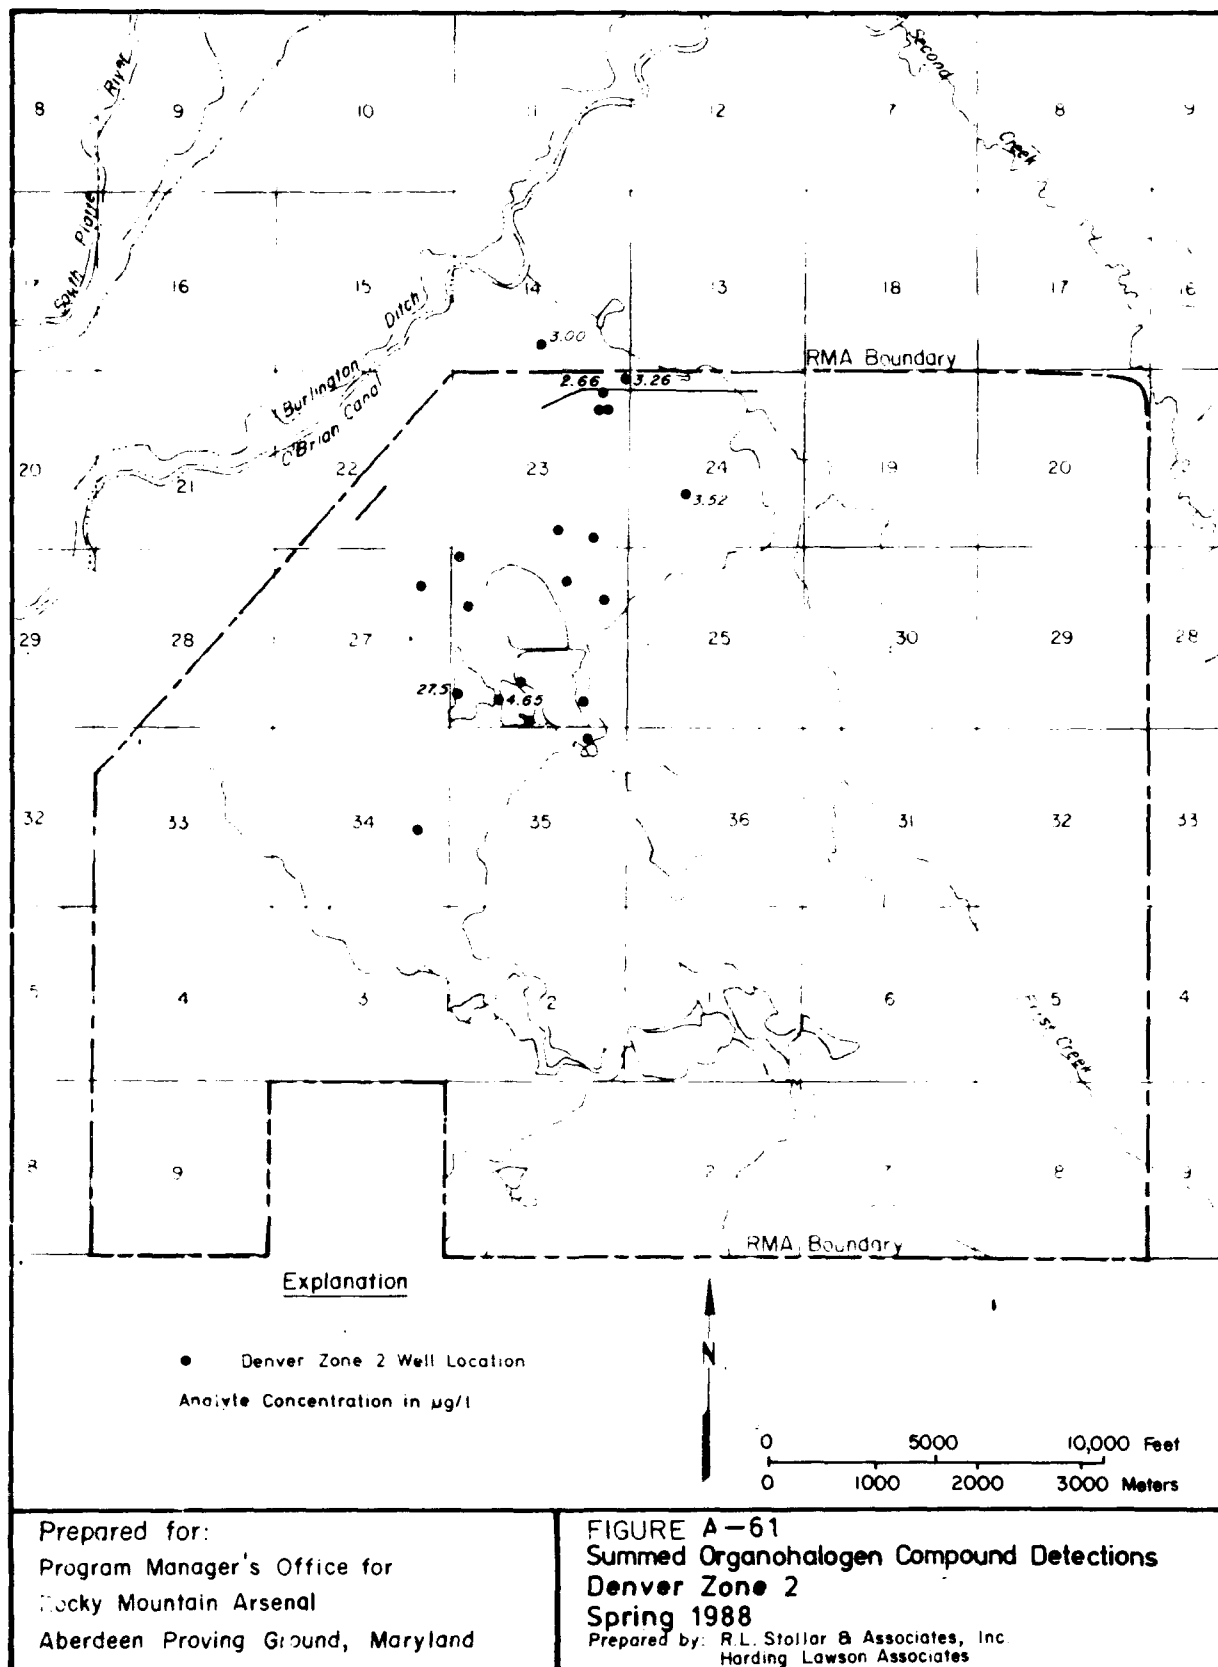 Second
River
8 9 10 11 12 7 8 9
Creek
South Platte
16 15 14 13 18 17 16
Ditch
3.00
RMA Boundary
2.66 3.26
Burlington
O'Brian Canal
20 21 22 23 24 19 20
3.52
29 28 27 25 30 29 28
27.5 4.65
32 33 34 35 36 31 32 33
4 3 2 6 5 4
First Creek
8 9 7 8 9
RMA Boundary
Explanation
Denver Zone 2 Well Location
N
Analyte Concentration in µg/l
0 5000 10,000 Feet
0 1000 2000 3000 Meters
Prepared for:
Program Manager's Office for
Rocky Mountain Arsenal
Aberdeen Proving Ground, Maryland
FIGURE A-61
Summed Organohalogen Compound Detections
Denver Zone 2
Spring 1988
Prepared by: R.L. Stollar & Associates, Inc.
Harding Lawson Associates